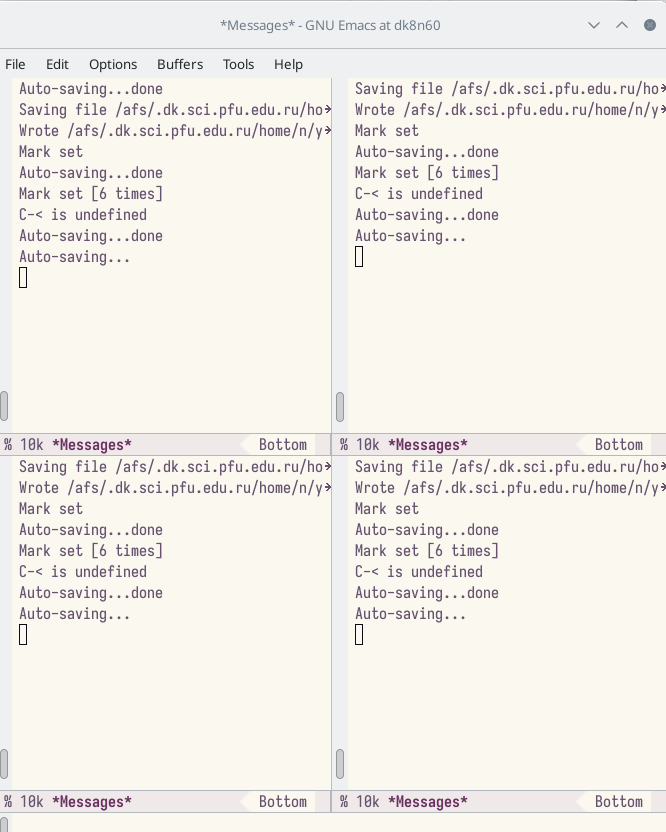 *Messages* - GNU Emacs at dk8n60
File Edit Options Buffers Tools Help
Auto-saving...done
Saving file /afs/.dk.sci.pfu.edu.ru/ho
Wrote /afs/.dk.sci.pfu.edu.ru/home/n/y
Mark set
Auto-saving...done
Mark set [6 times]
C-< is undefined
Auto-saving...done
Auto-saving...
% 10k *Messages* Bottom
Saving file /afs/.dk.sci.pfu.edu.ru/ho
Wrote /afs/.dk.sci.pfu.edu.ru/home/n/y
Mark set
Auto-saving...done
Mark set [6 times]
C-< is undefined
Auto-saving...done
Auto-saving...
% 10k *Messages* Bottom
Saving file /afs/.dk.sci.pfu.edu.ru/ho
Wrote /afs/.dk.sci.pfu.edu.ru/home/n/y
Mark set
Auto-saving...done
Mark set [6 times]
C-< is undefined
Auto-saving...done
Auto-saving...
% 10k *Messages* Bottom
Saving file /afs/.dk.sci.pfu.edu.ru/ho
Wrote /afs/.dk.sci.pfu.edu.ru/home/n/y
Mark set
Auto-saving...done
Mark set [6 times]
C-< is undefined
Auto-saving...done
Auto-saving...
% 10k *Messages* Bottom